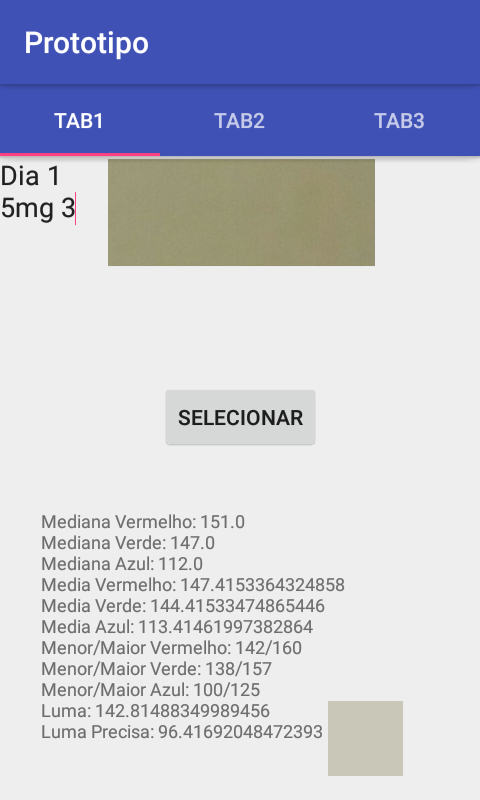 Prototipo
TAB1 TAB2 TAB3
Dia 1
5mg 3
SELECIONAR
Mediana Vermelho: 151.0
Mediana Verde: 147.0
Mediana Azul: 112.0
Media Vermelho: 147.4153364324858
Media Verde: 144.41533474865446
Media Azul: 113.41461997382864
Menor/Maior Vermelho: 142/160
Menor/Maior Verde: 138/157
Menor/Maior Azul: 100/125
Luma: 142.81488349989456
Luma Precisa: 96.41692048472393